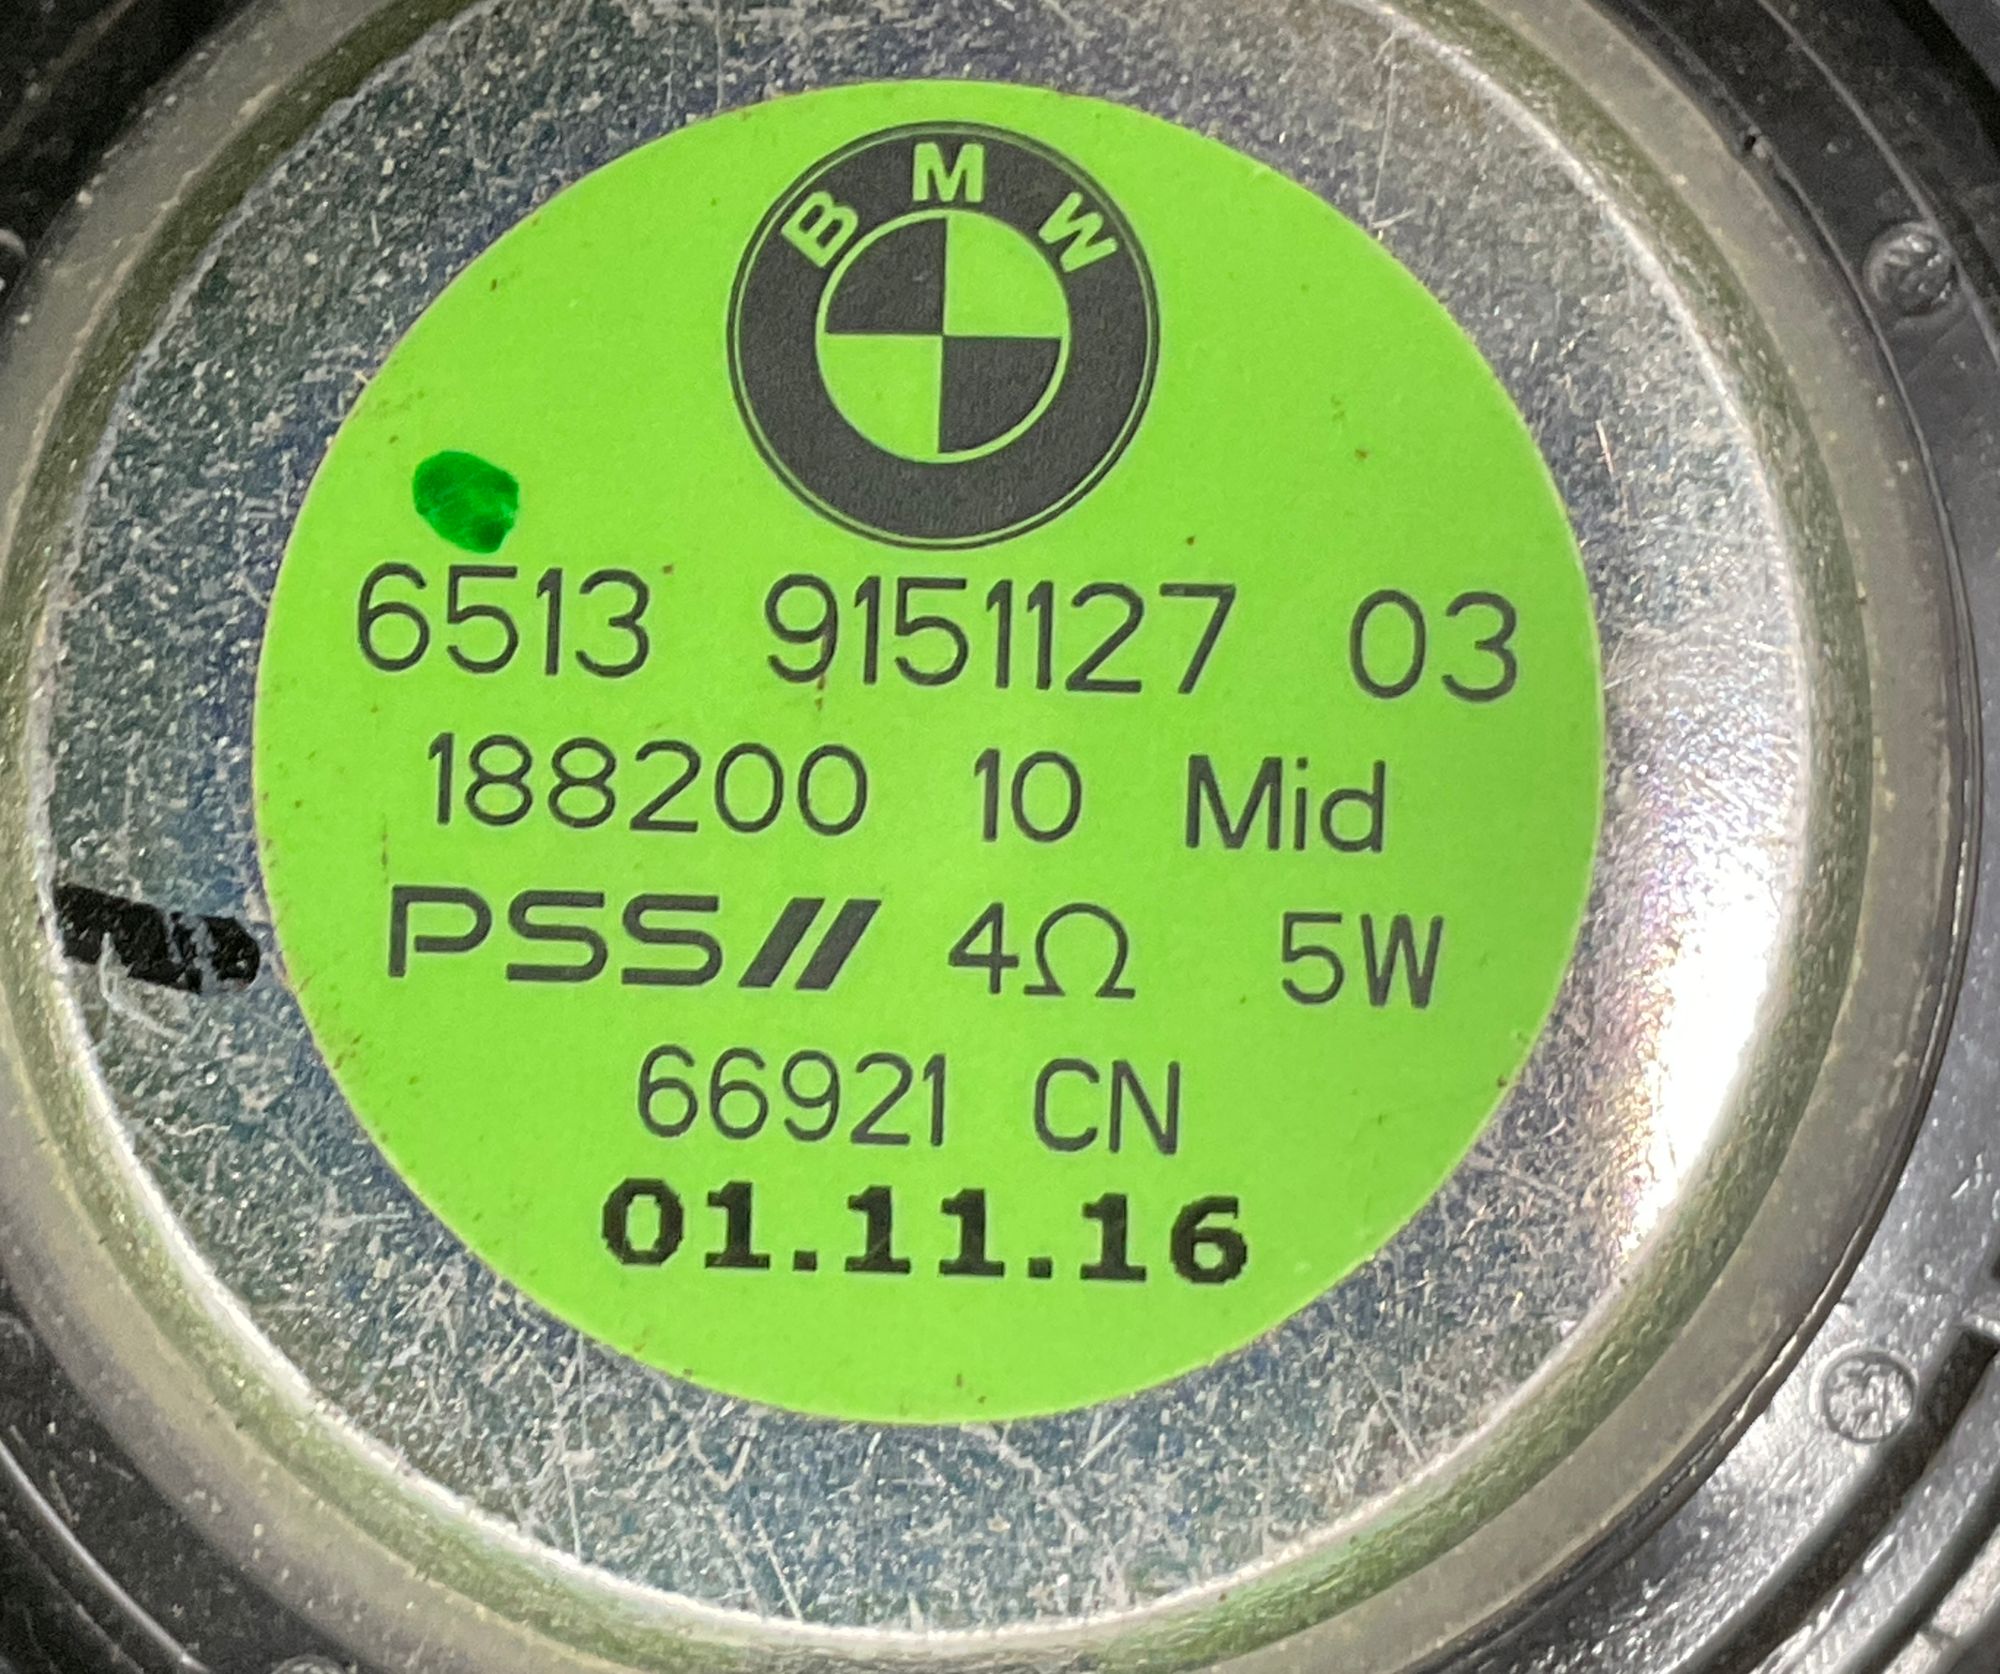 BMW
6513 9151127 03
188200 10 Mid
PSS// 4Ω 5W
66921 CN
01.11.16